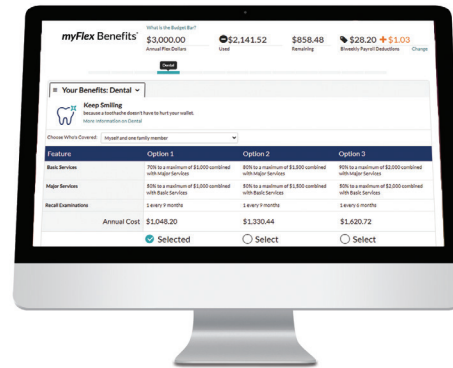 What is the Budget Bar?
myFlex Benefits®
$3,000.00
Annual Flex Dollars
$2,141.52
Used
$858.48
Remaining
$28.20 + $1.03
Biweekly Payroll Deductions Change
Dental
Your Benefits: Dental
Keep Smiling
because a toothache doesn't have to hurt your wallet.
More Information on Dental
Choose Who's Covered: Myself and one family member
Feature Option 1 Option 2 Option 3
Basic Services
70% to a maximum of $1,000 combined
with Major Services
80% to a maximum of $1,500 combined
with Major Services
90% to a maximum of $2,000 combined
with Major Services
Major Services
50% to a maximum of $1,000 combined
with Basic Services
50% to a maximum of $1,500 combined
with Basic Services
50% to a maximum of $2,000 combined
with Basic Services
Recall Examinations 1 every 9 months 1 every 9 months 1 every 6 months
Annual Cost $1,048.20 $1,330.44 $1,620.72
Selected Select Select